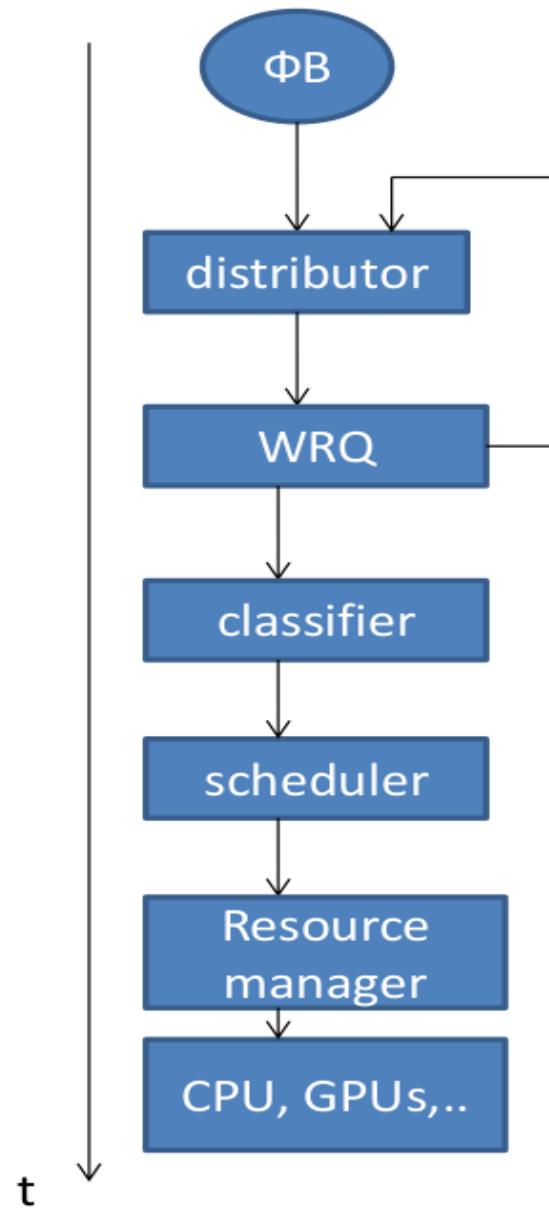 ΦB
distributor
WRQ
classifier
scheduler
Resource
manager
CPU, GPUs,..
t